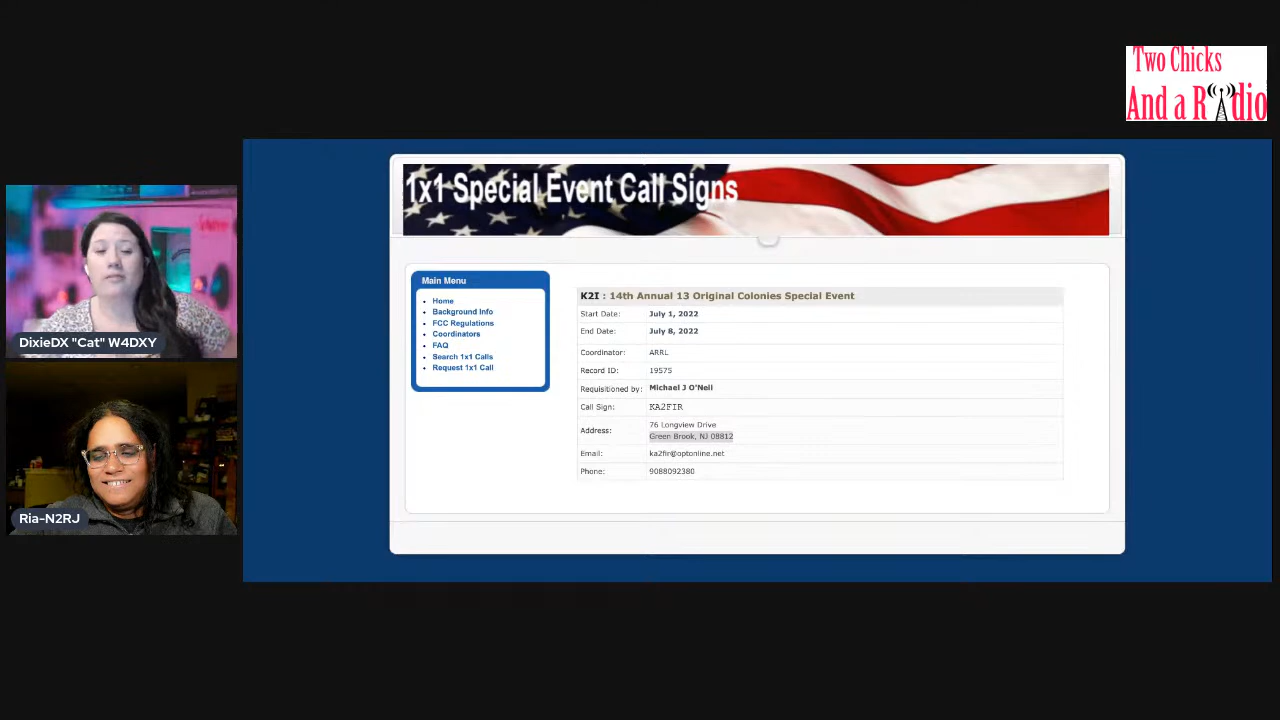 Two Chicks
And a Radio
1x1 Special Event Call Signs
Main Menu
Home
Background Info
FCC Regulations
Coordinators
FAQ
Search 1x1 Calls
Request 1x1 Call
K2I : 14th Annual 13 Original Colonies Special Event
Start Date: July 1, 2022
End Date: July 8, 2022
Coordinator: ARRL
Record ID: 19575
Requisitioned by: Michael J O'Neil
Call Sign: KA2FIR
Address: 76 Longview Drive
Green Brook, NJ 08812
Email: ka2fir@optonline.net
Phone: 9088092380
DixieDX "Cat" W4DXY
Ria-N2RJ